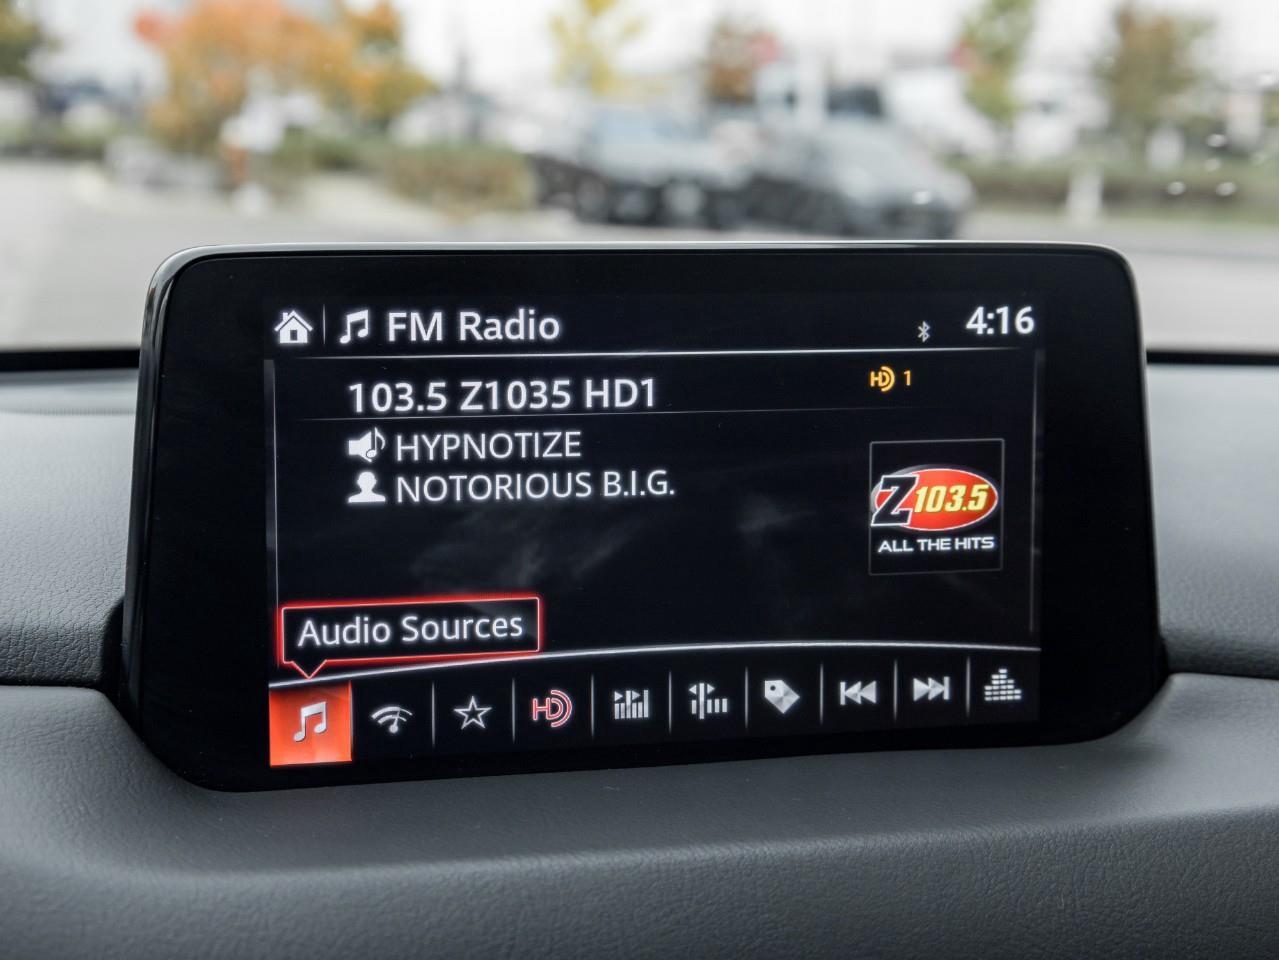 FM Radio
4:16
103.5 Z1035 HD1
HD 1
HYPNOTIZE
NOTORIOUS B.I.G.
Z103.5
ALL THE HITS
Audio Sources
HD